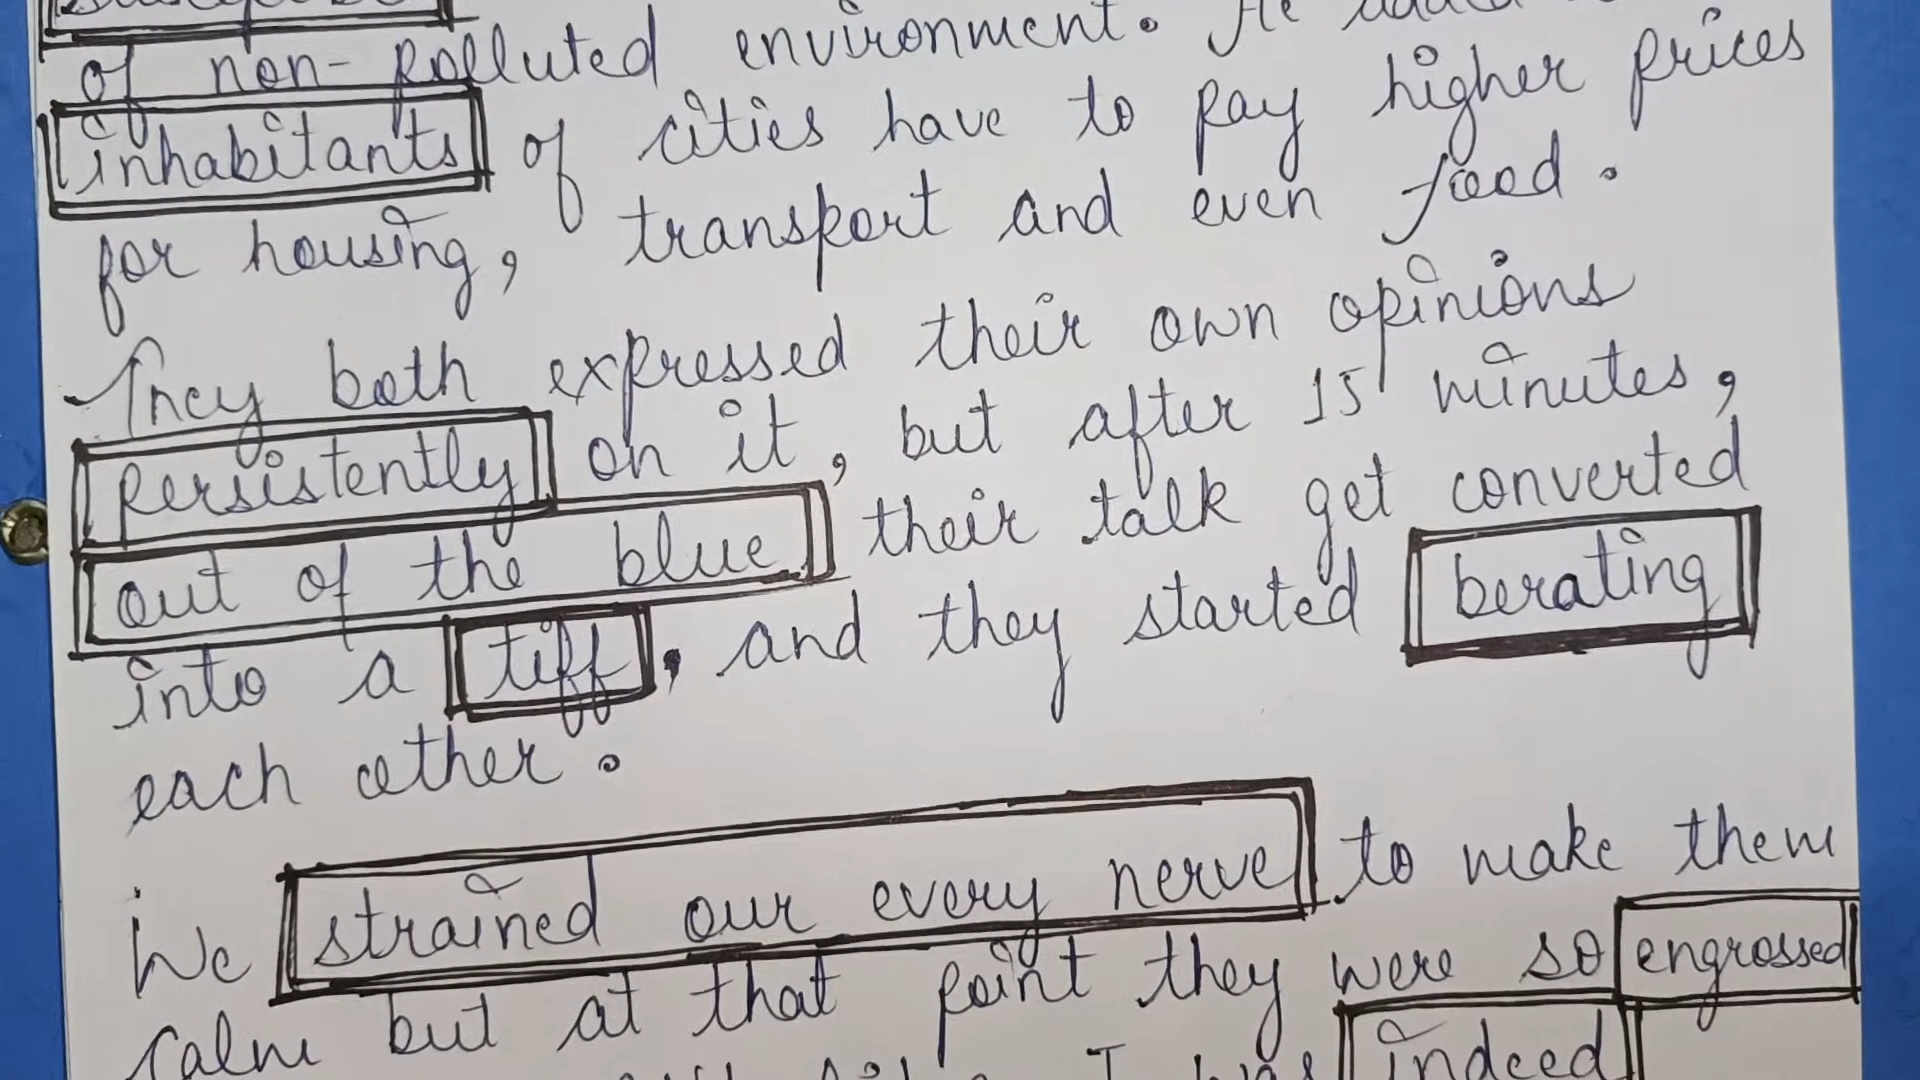 of non-polluted environment. He
inhabitants of cities have to pay higher prices
for housing, transport and even food.
They both expressed their own opinions
persistently on it, but after 15 minutes,
out of the blue their talk get converted
into a tiff, and they started berating
each other.
We strained our every nerve to make them
calm but at that point they were so engrossed
I was indeed